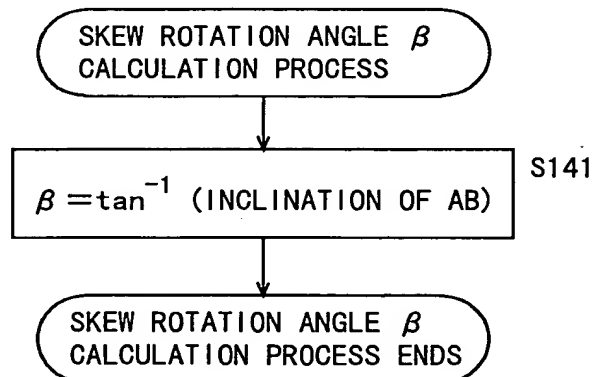 SKEW ROTATION ANGLE β
CALCULATION PROCESS
S141
β=tan⁻¹ (INCLINATION OF AB)
SKEW ROTATION ANGLE β
CALCULATION PROCESS ENDS